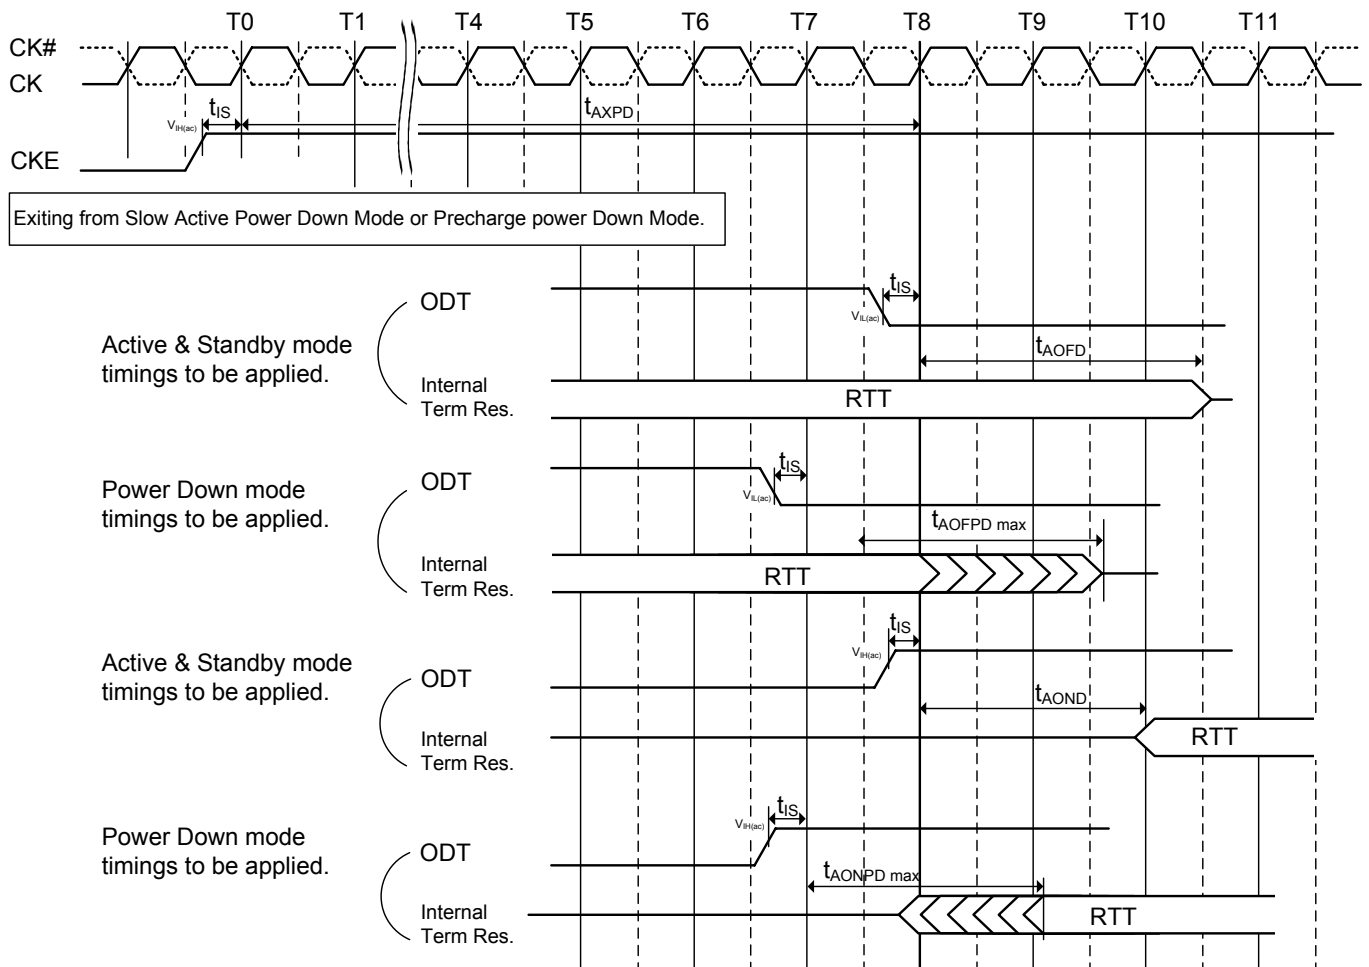 T0 T1 T4 T5 T6 T7 T8 T9 T10 T11
CK#
CK
tIS
tAXPD
VIH(ac)
CKE
Exiting from Slow Active Power Down Mode or Precharge power Down Mode.
ODT
tIS
VIL(ac)
Active & Standby mode
timings to be applied.
tAOFD
Internal
Term Res.
RTT
ODT
tIS
VIL(ac)
Power Down mode
timings to be applied.
tAOFPD max
Internal
Term Res.
RTT
tIS
VIH(ac)
Active & Standby mode
timings to be applied.
ODT
tAOND
Internal
Term Res.
RTT
tIS
VIH(ac)
Power Down mode
timings to be applied.
ODT
tAONPD max
Internal
Term Res.
RTT